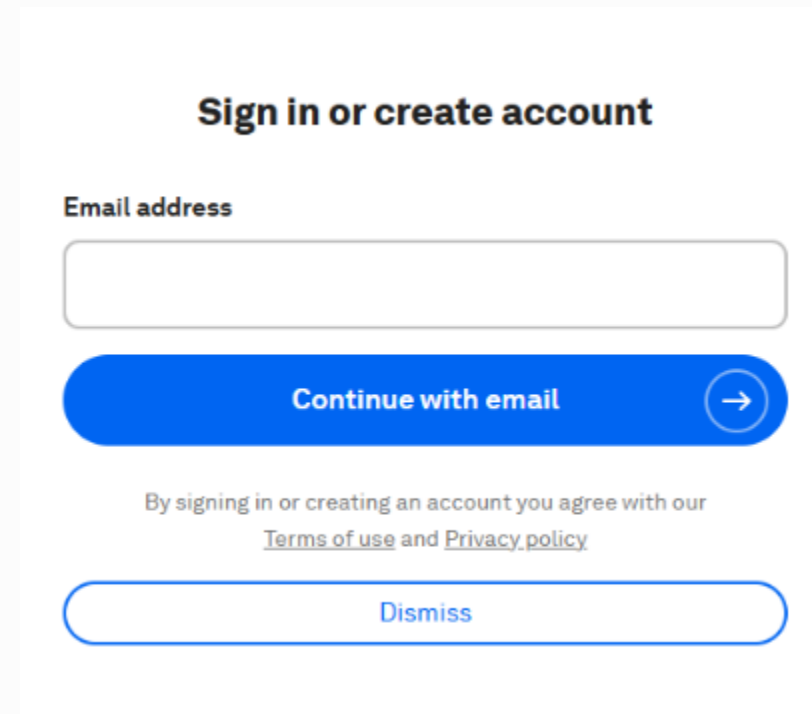 Sign in or create account
Email address
Continue with email
By signing in or creating an account you agree with our
Terms of use and Privacy policy
Dismiss